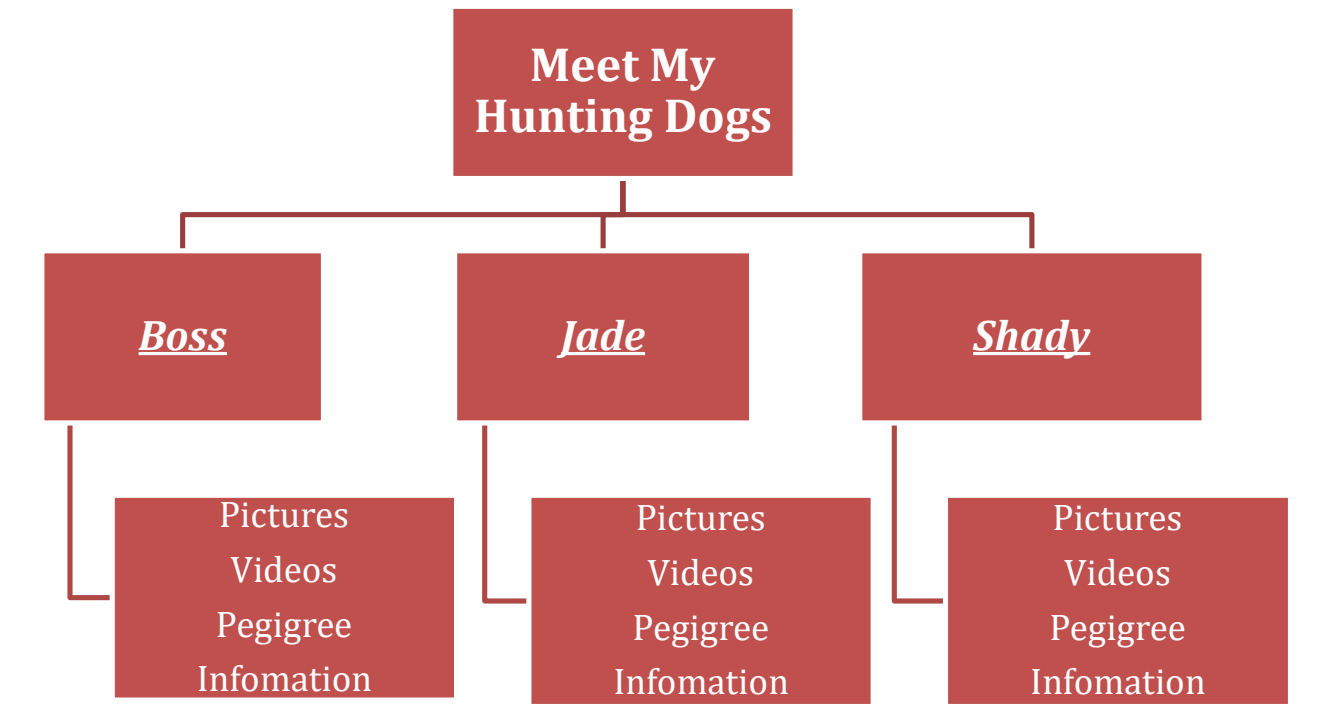 Meet My
Hunting Dogs
Boss
Jade
Shady
Pictures
Videos
Pegigree
Infomation
Pictures
Videos
Pegigree
Infomation
Pictures
Videos
Pegigree
Infomation